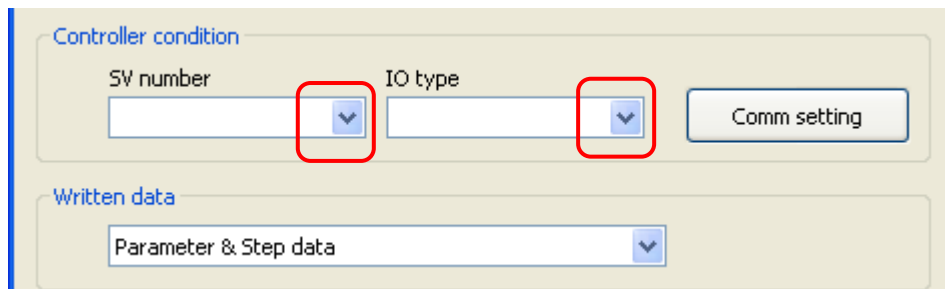 Controller condition
SV number IO type
Comm setting
Written data
Parameter & Step data